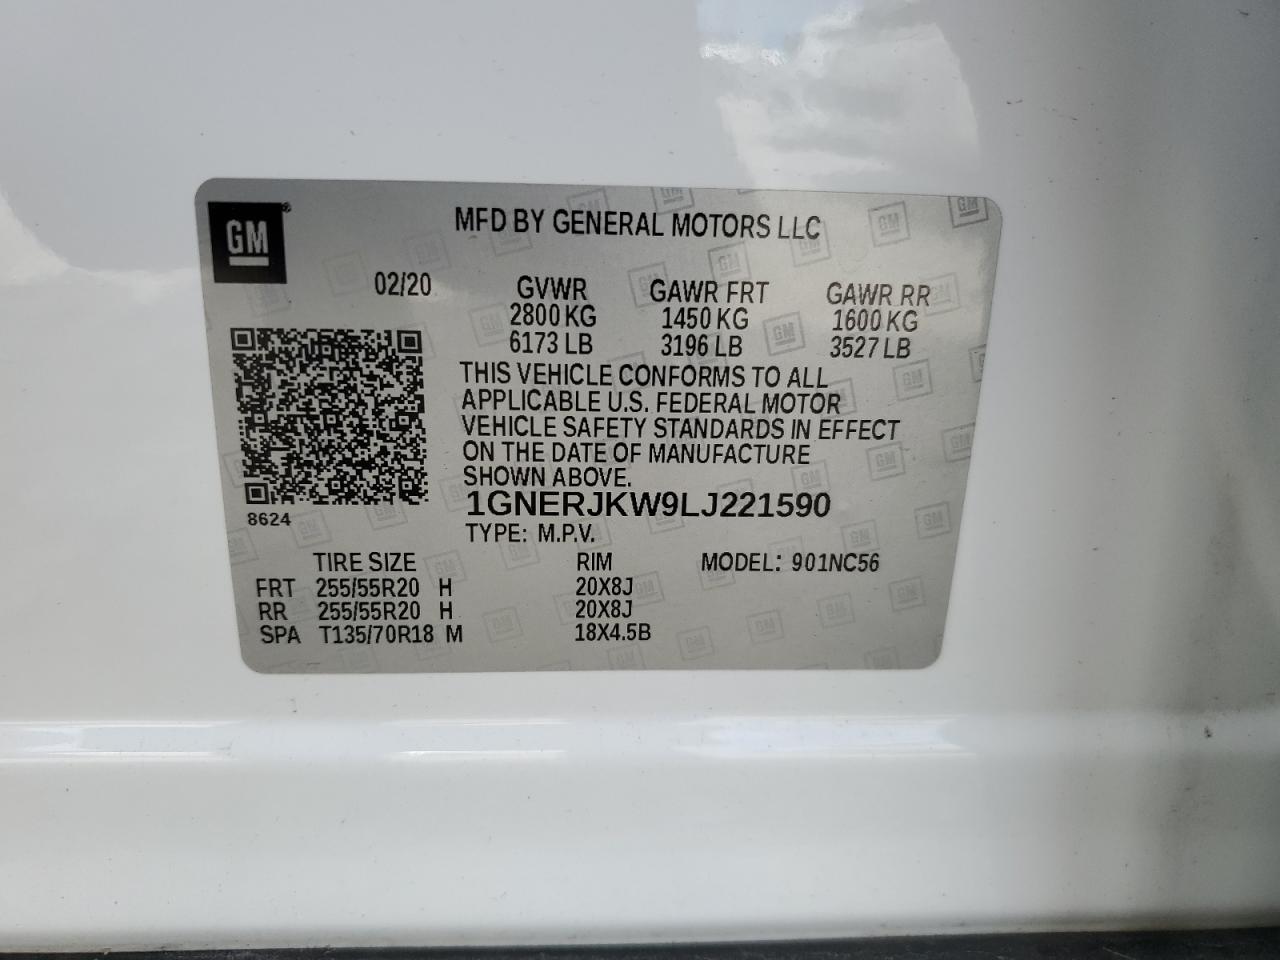 GM
MFD BY GENERAL MOTORS LLC
02/20 GVWR GAWR FRT GAWR RR
2800 KG 1450 KG 1600 KG
6173 LB 3196 LB 3527 LB
THIS VEHICLE CONFORMS TO ALL
APPLICABLE U.S. FEDERAL MOTOR
VEHICLE SAFETY STANDARDS IN EFFECT
ON THE DATE OF MANUFACTURE
SHOWN ABOVE.
1GNERJKW9LJ221590
8624
TYPE: M.P.V.
TIRE SIZE RIM MODEL: 901NC56
FRT 255/55R20 H 20X8J
RR 255/55R20 H 20X8J
SPA T135/70R18 M 18X4.5B